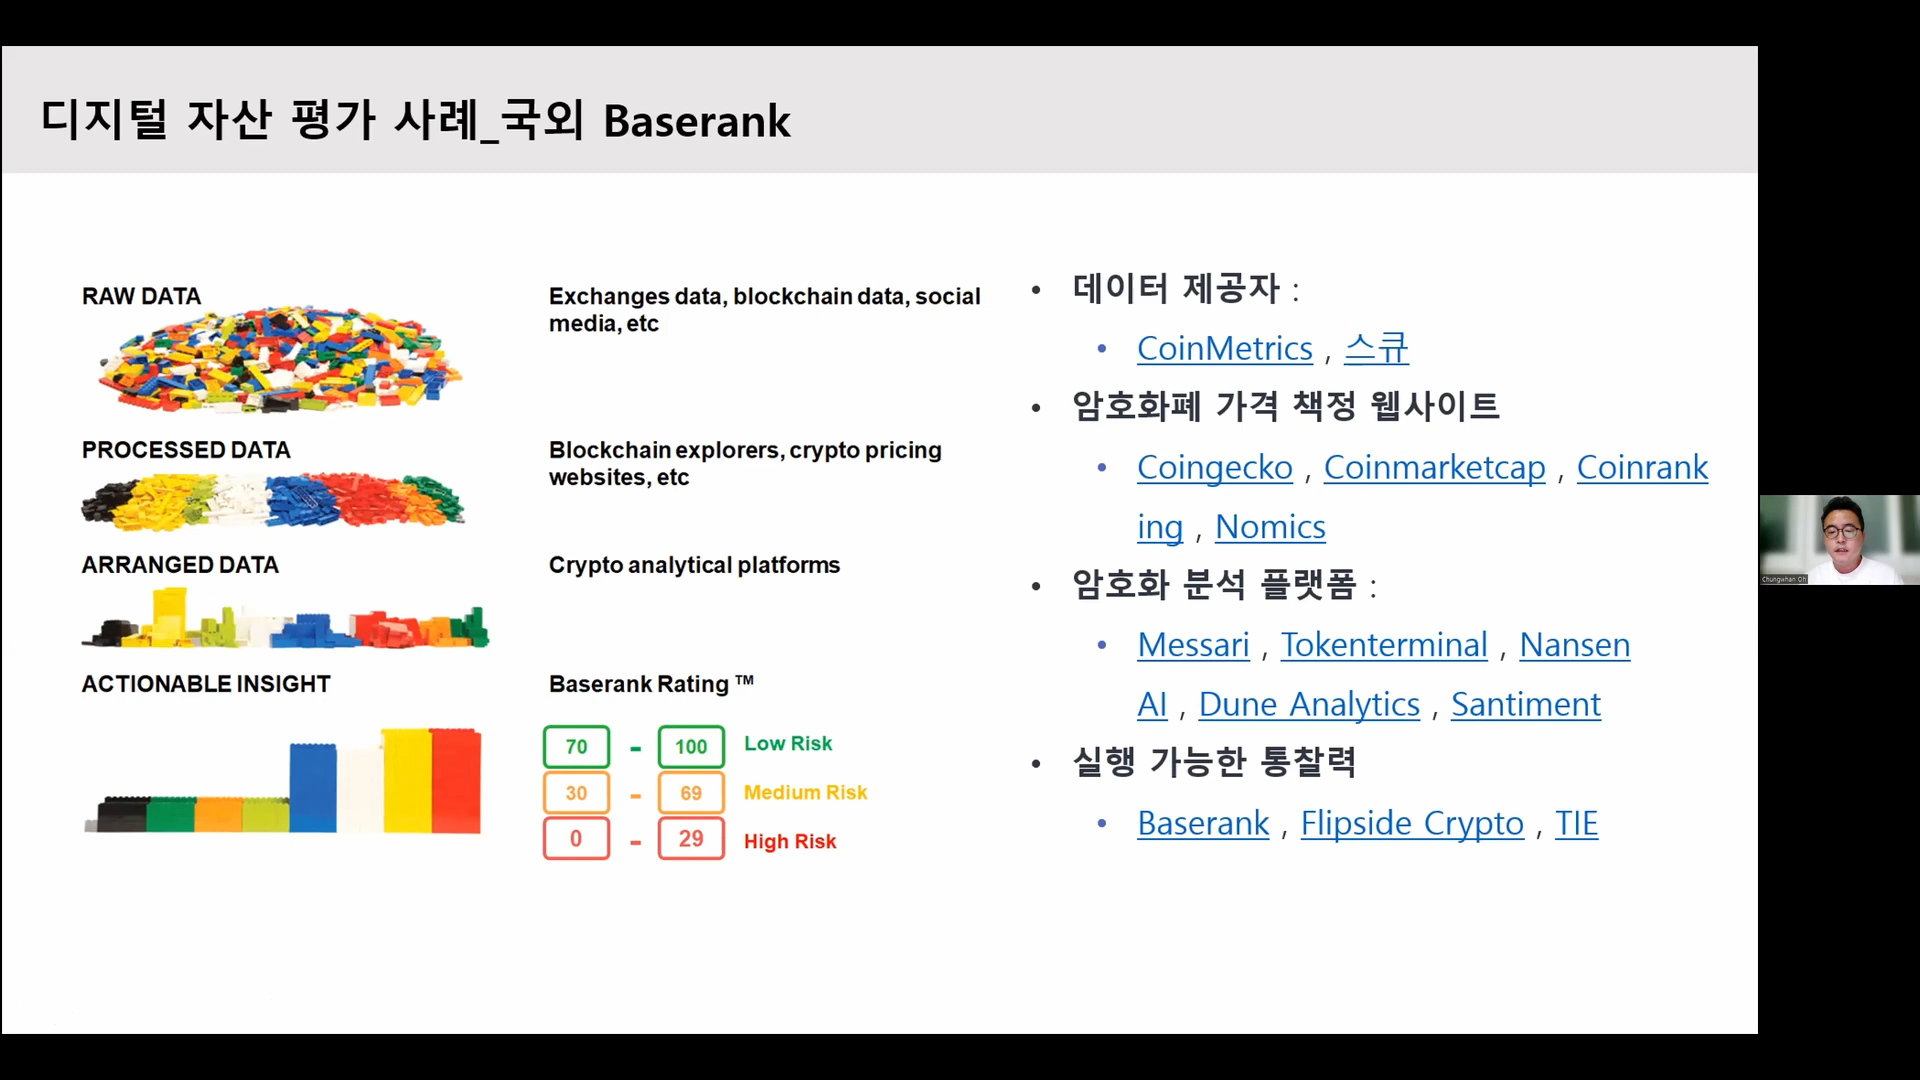 디지털 자산 평가 사례_국외 Baserank
RAW DATA
Exchanges data, blockchain data, social
media, etc
PROCESSED DATA
Blockchain explorers, crypto pricing
websites, etc
ARRANGED DATA
Crypto analytical platforms
ACTIONABLE INSIGHT
Baserank Rating ™
70 - 100 Low Risk
30 - 69 Medium Risk
0 - 29 High Risk
• 데이터 제공자 :
• CoinMetrics , 스큐
• 암호화폐 가격 책정 웹사이트
• Coingecko , Coinmarketcap , Coinrank
ing , Nomics
• 암호화 분석 플랫폼 :
• Messari , Tokenterminal , Nansen
AI , Dune Analytics , Santiment
• 실행 가능한 통찰력
• Baserank , Flipside Crypto , TIE
Chungwhan Oh